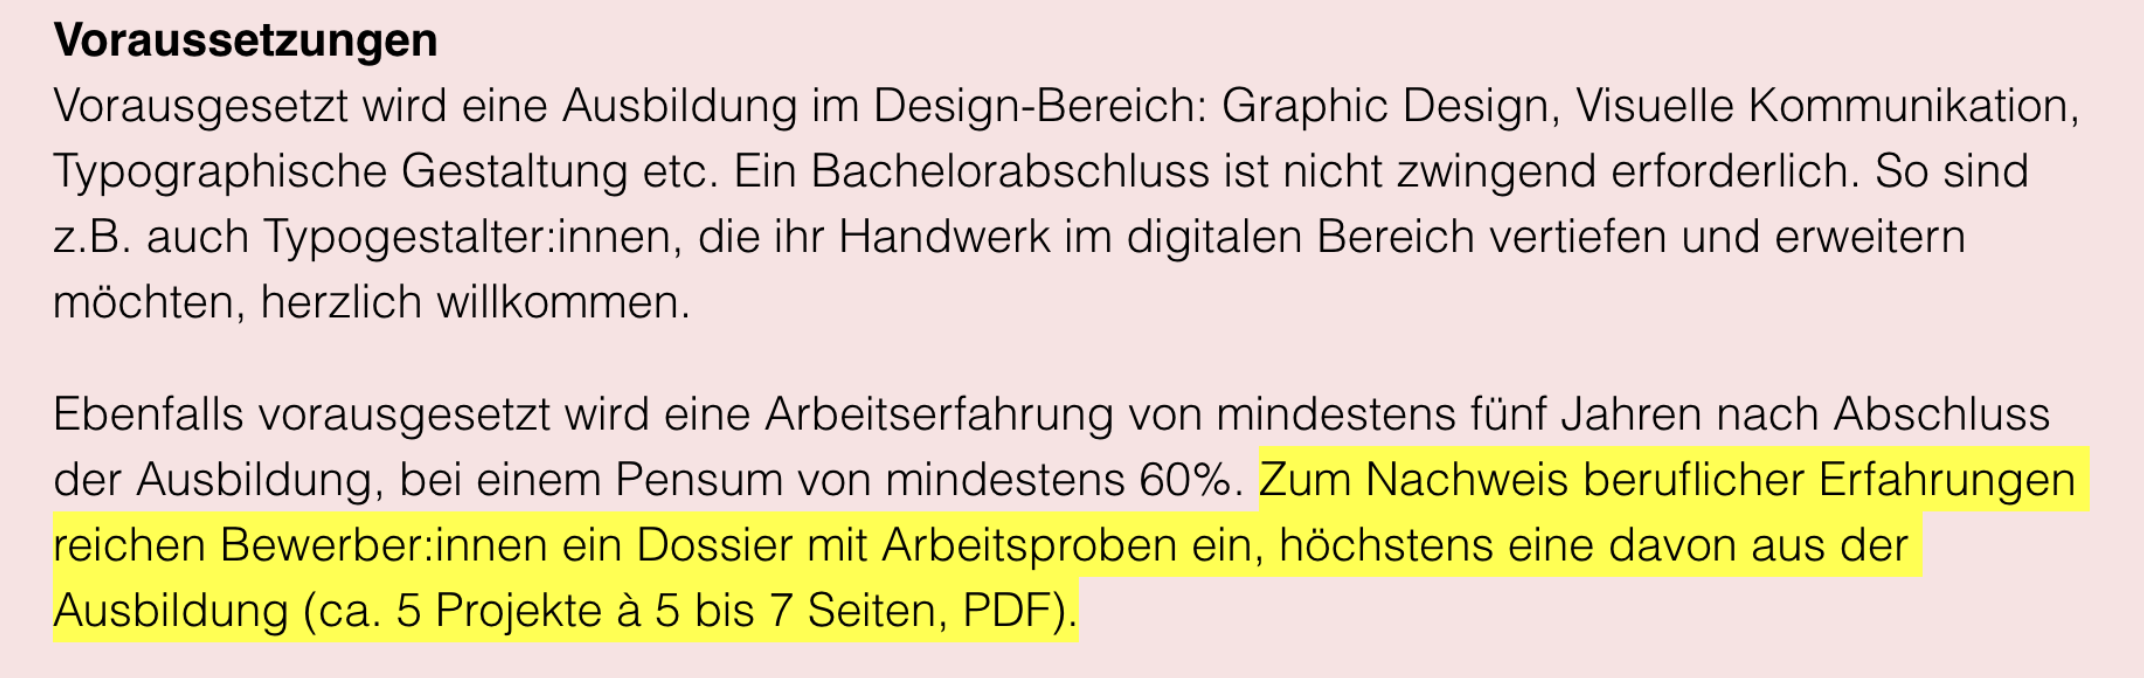 Voraussetzungen
Vorausgesetzt wird eine Ausbildung im Design-Bereich: Graphic Design, Visuelle Kommunikation,
Typographische Gestaltung etc. Ein Bachelorabschluss ist nicht zwingend erforderlich. So sind
z.B. auch Typogestalter:innen, die ihr Handwerk im digitalen Bereich vertiefen und erweitern
möchten, herzlich willkommen.
Ebenfalls vorausgesetzt wird eine Arbeitserfahrung von mindestens fünf Jahren nach Abschluss
der Ausbildung, bei einem Pensum von mindestens 60%. Zum Nachweis beruflicher Erfahrungen
reichen Bewerber:innen ein Dossier mit Arbeitsproben ein, höchstens eine davon aus der
Ausbildung (ca. 5 Projekte à 5 bis 7 Seiten, PDF).